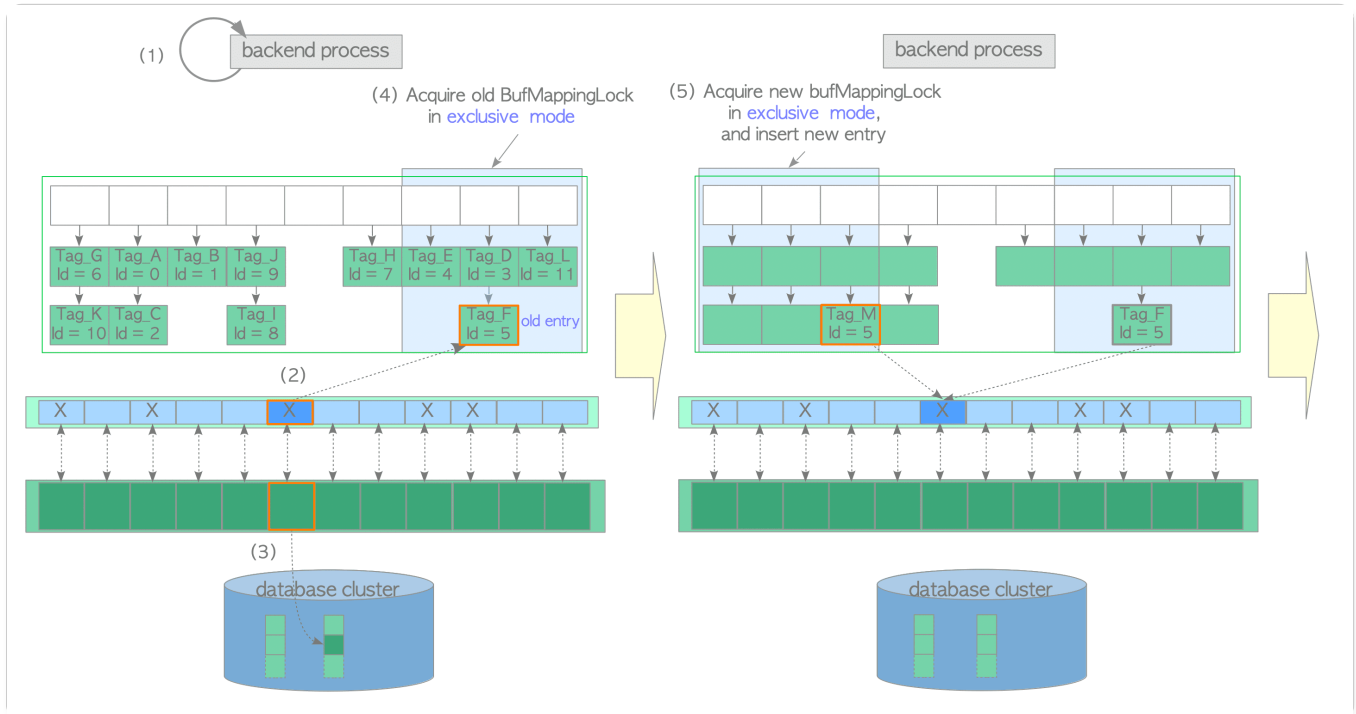 (1)
backend process
(4) Acquire old BufMappingLock
in exclusive mode
Tag_G Tag_A Tag_B Tag_J Tag_H Tag_E Tag_D Tag_L
Id = 6 Id = 0 Id = 1 Id = 9 Id = 7 Id = 4 Id = 3 Id = 11
Tag_K Tag_C Tag_I Tag_F
Id = 10 Id = 2 Id = 8 Id = 5
old entry
(2)
X X X X X
(3)
database cluster
backend process
(5) Acquire new bufMappingLock
in exclusive mode,
and insert new entry
Tag_M Tag_F
Id = 5 Id = 5
X X X X X
database cluster